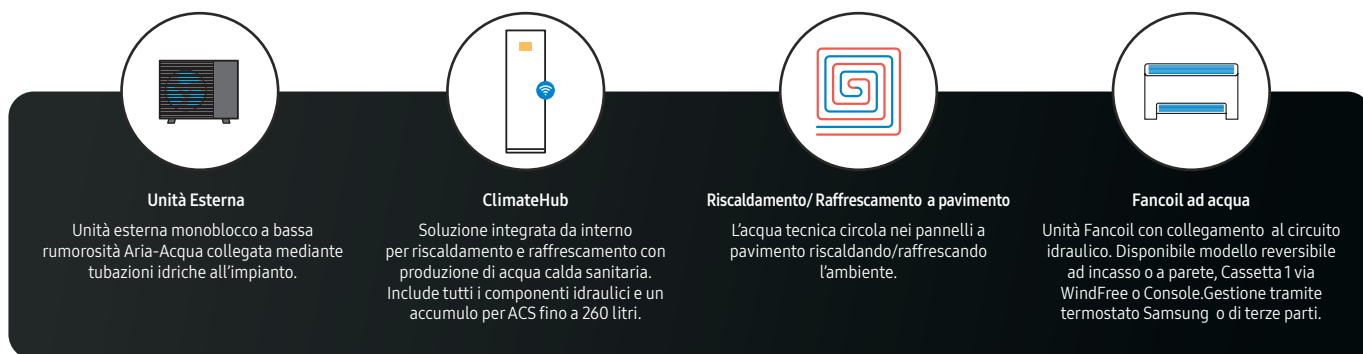 Unità Esterna
Unità esterna monoblocco a bassa
rumorosità Aria-Acqua collegata mediante
tubazioni idriche all'impianto.
ClimateHub
Soluzione integrata da interno
per riscaldamento e raffrescamento con
produzione di acqua calda sanitaria.
Include tutti i componenti idraulici e un
accumulo per ACS fino a 260 litri.
Riscaldamento/ Raffrescamento a pavimento
L'acqua tecnica circola nei pannelli a
pavimento riscaldando/raffrescando
l'ambiente.
Fancoil ad acqua
Unità Fancoil con collegamento al circuito
idraulico. Disponibile modello reversibile
ad incasso o a parete, Cassetta 1 via
WindFree o Console.Gestione tramite
termostato Samsung o di terze parti.